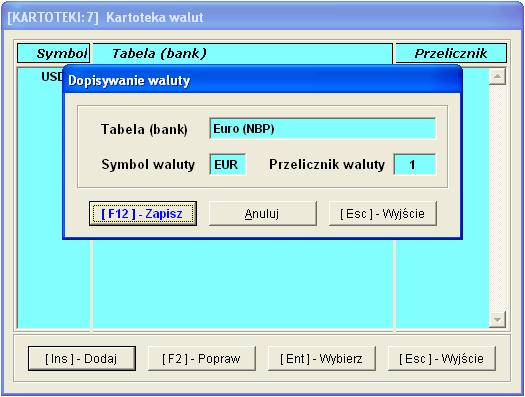 [KARTOTEKI:7] Kartoteka walut
Symbol Tabela (bank) Przelicznik
USD
Dopisywanie waluty
Tabela (bank) Euro (NBP)
Symbol waluty EUR Przelicznik waluty 1
[ F12 ] - Zapisz Anuluj [ Esc ] - Wyjście
[ Ins ] - Dodaj [ F2 ] - Popraw [ Ent ] - Wybierz [ Esc ] - Wyjście